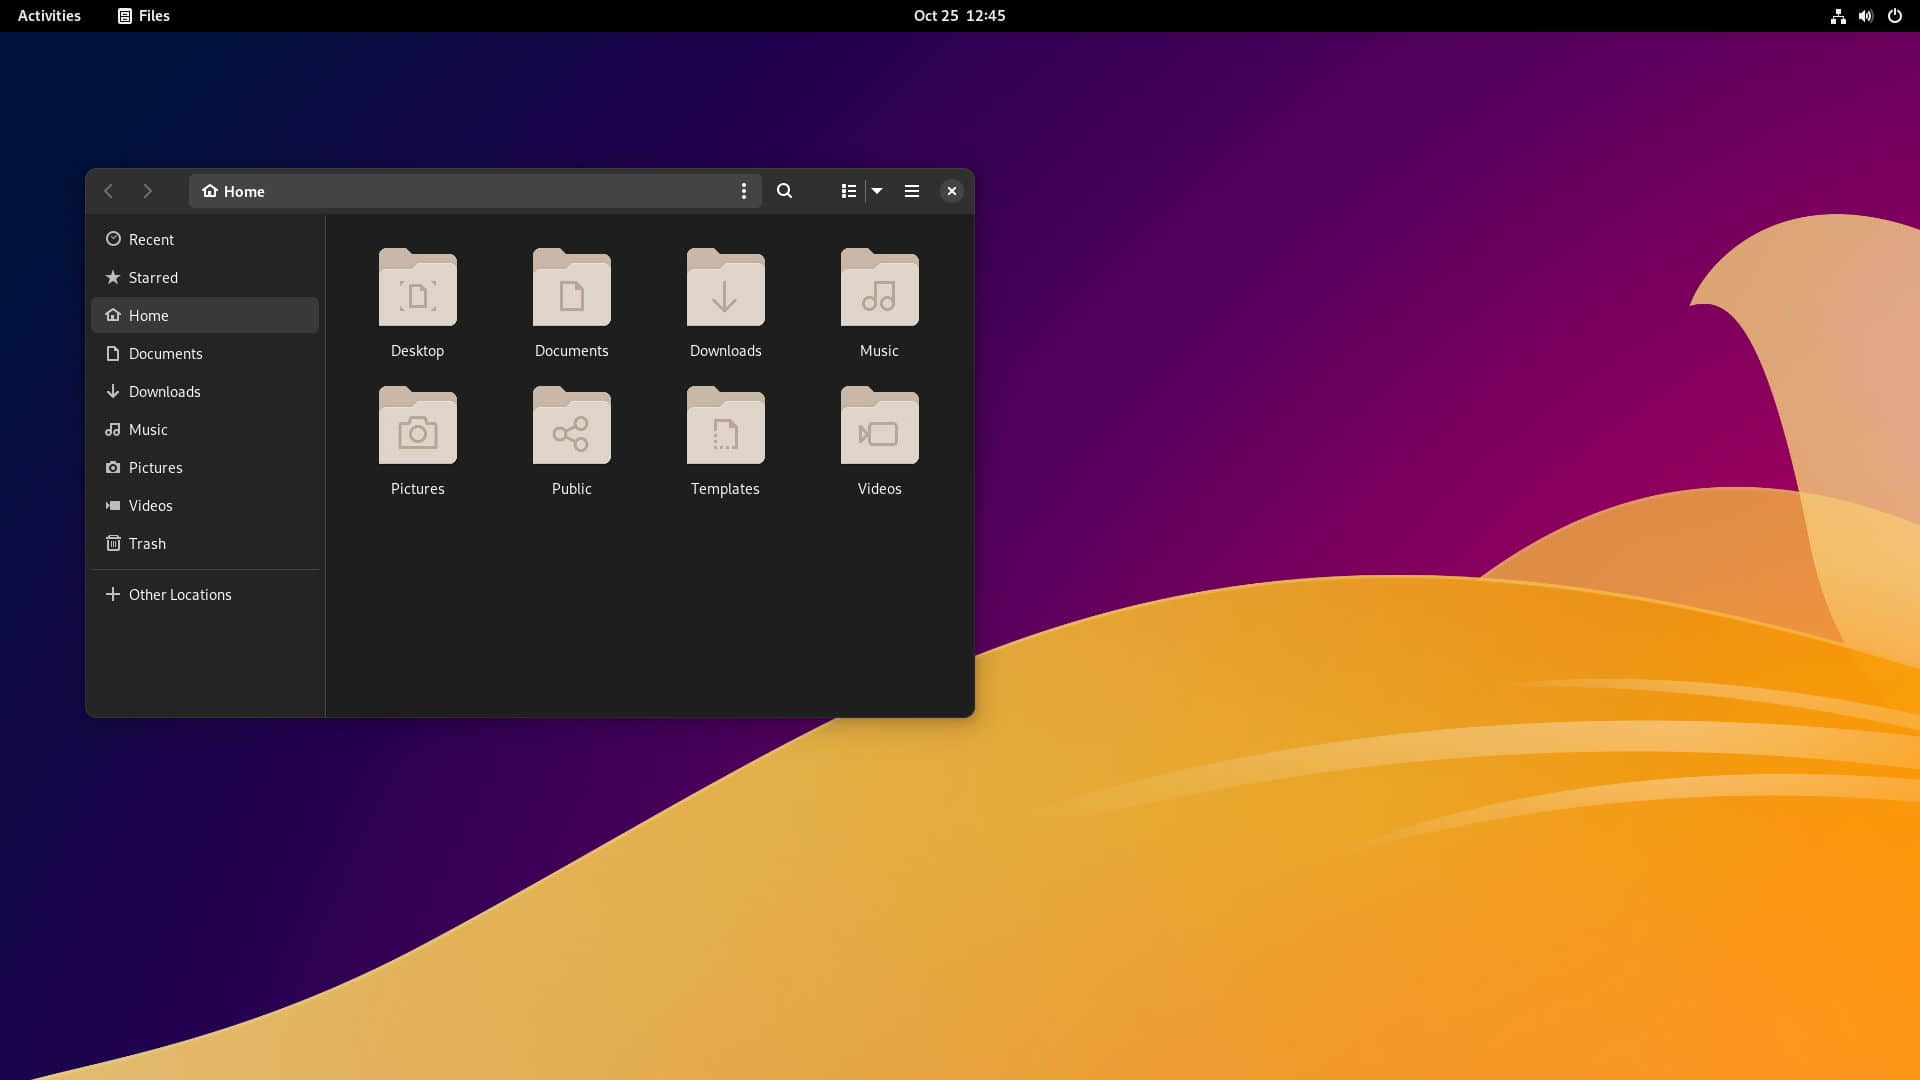 Activities Files Oct 25 12:45
Home
Recent
Starred
Home
Documents
Downloads
Music
Pictures
Videos
Trash
Other Locations
Desktop Documents Downloads Music
Pictures Public Templates Videos